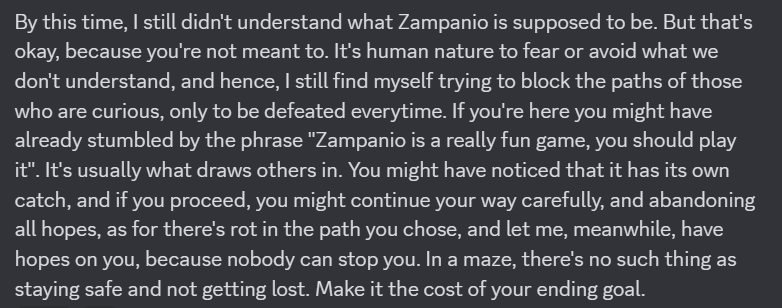 By this time, I still didn't understand what Zampanio is supposed to be. But that's
okay, because you're not meant to. It's human nature to fear or avoid what we
don't understand, and hence, I still find myself trying to block the paths of those
who are curious, only to be defeated everytime. If you're here you might have
already stumbled by the phrase "Zampanio is a really fun game, you should play
it". It's usually what draws others in. You might have noticed that it has its own
catch, and if you proceed, you might continue your way carefully, and abandoning
all hopes, as for there's rot in the path you chose, and let me, meanwhile, have
hopes on you, because nobody can stop you. In a maze, there's no such thing as
staying safe and not getting lost. Make it the cost of your ending goal.